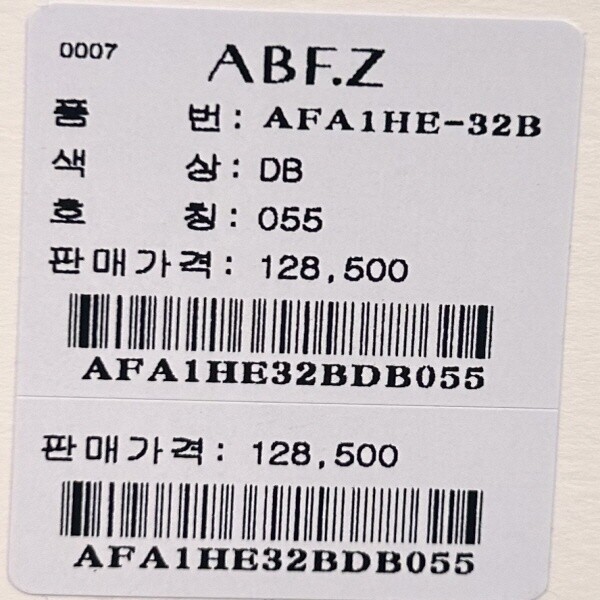 0007 ABF.Z
품 번 : AFA1HE-32B
색 상 : DB
호 칭 : 055
판매가격 : 128,500
AFA1HE32BDB055
판매가격 : 128,500
AFA1HE32BDB055